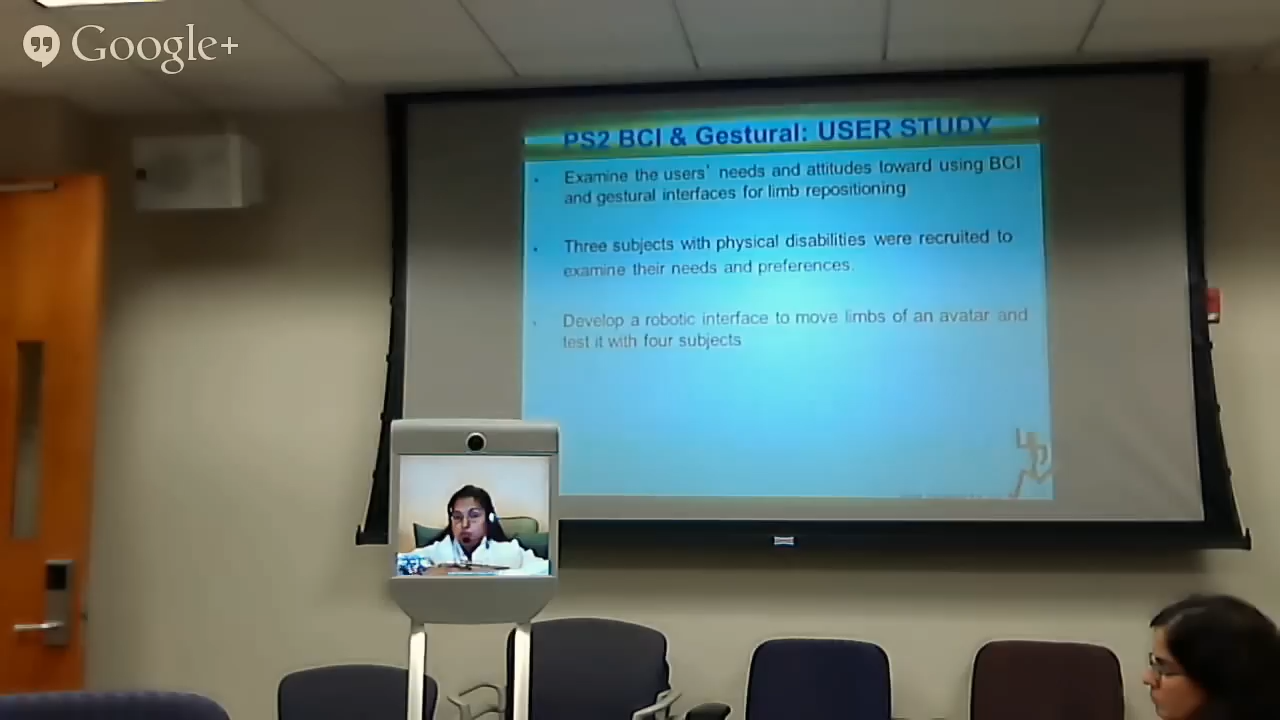 Google+
PS2 BCI & Gestural: USER STUDY
Examine the users' needs and attitudes toward using BCI
and gestural interfaces for limb repositioning
Three subjects with physical disabilities were recruited to
examine their needs and preferences.
Develop a robotic interface to move limbs of an avatar and
test it with four subjects